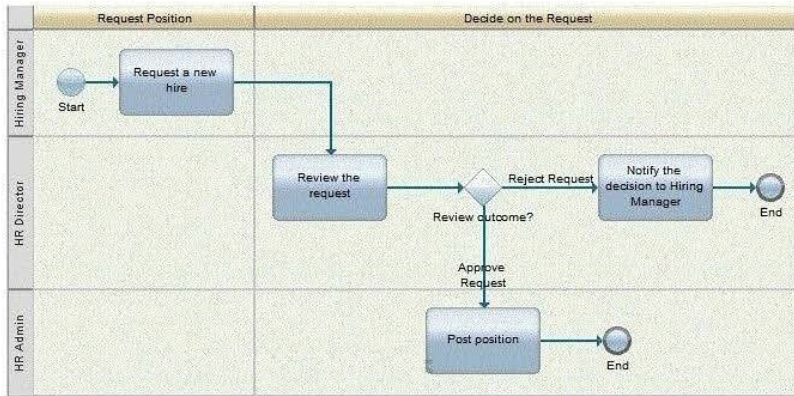 Request Position
Decide on the Request
Hiring Manager
Start
Request a new
hire
HR Director
Review the
request
Review outcome?
Reject Request
Notify the
decision to Hiring
Manager
End
Approve
Request
HR Admin
Post position
End